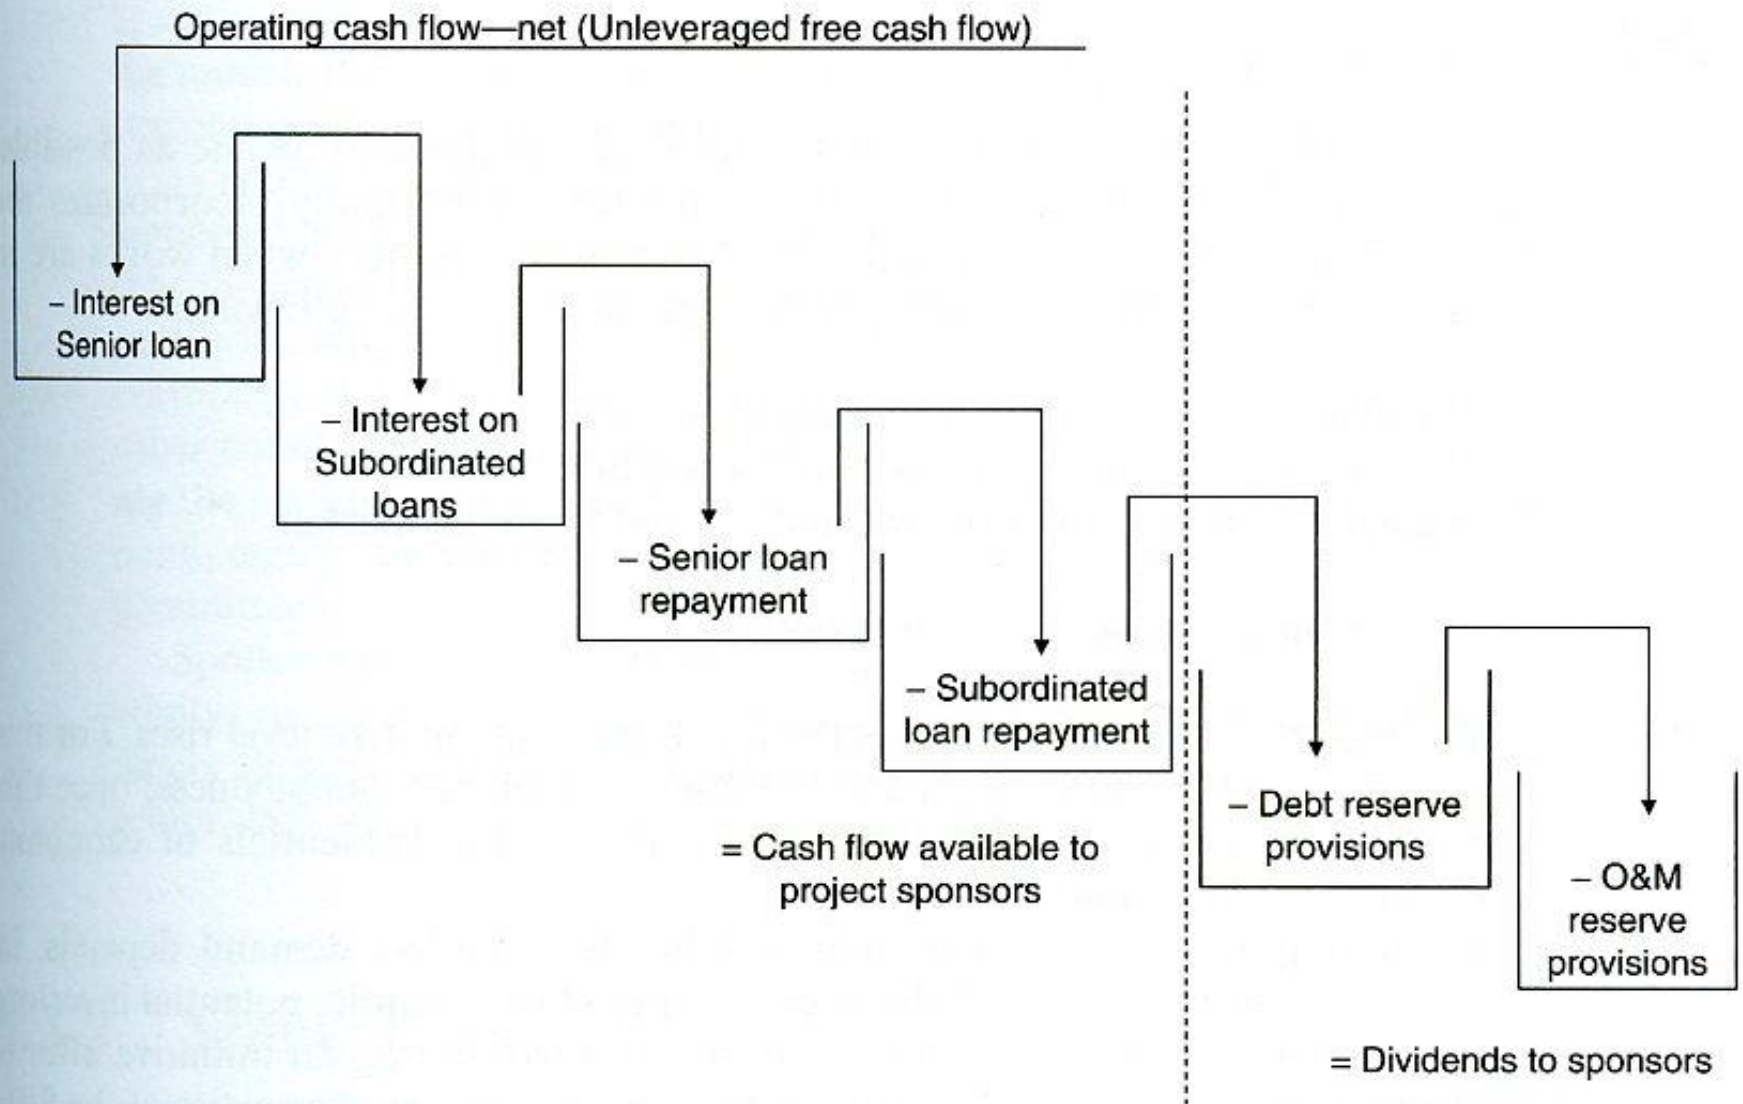 Operating cash flow—net (Unleveraged free cash flow)
– Interest on
Senior loan
– Interest on
Subordinated
loans
– Senior loan
repayment
– Subordinated
loan repayment
= Cash flow available to
project sponsors
– Debt reserve
provisions
– O&M
reserve
provisions
= Dividends to sponsors